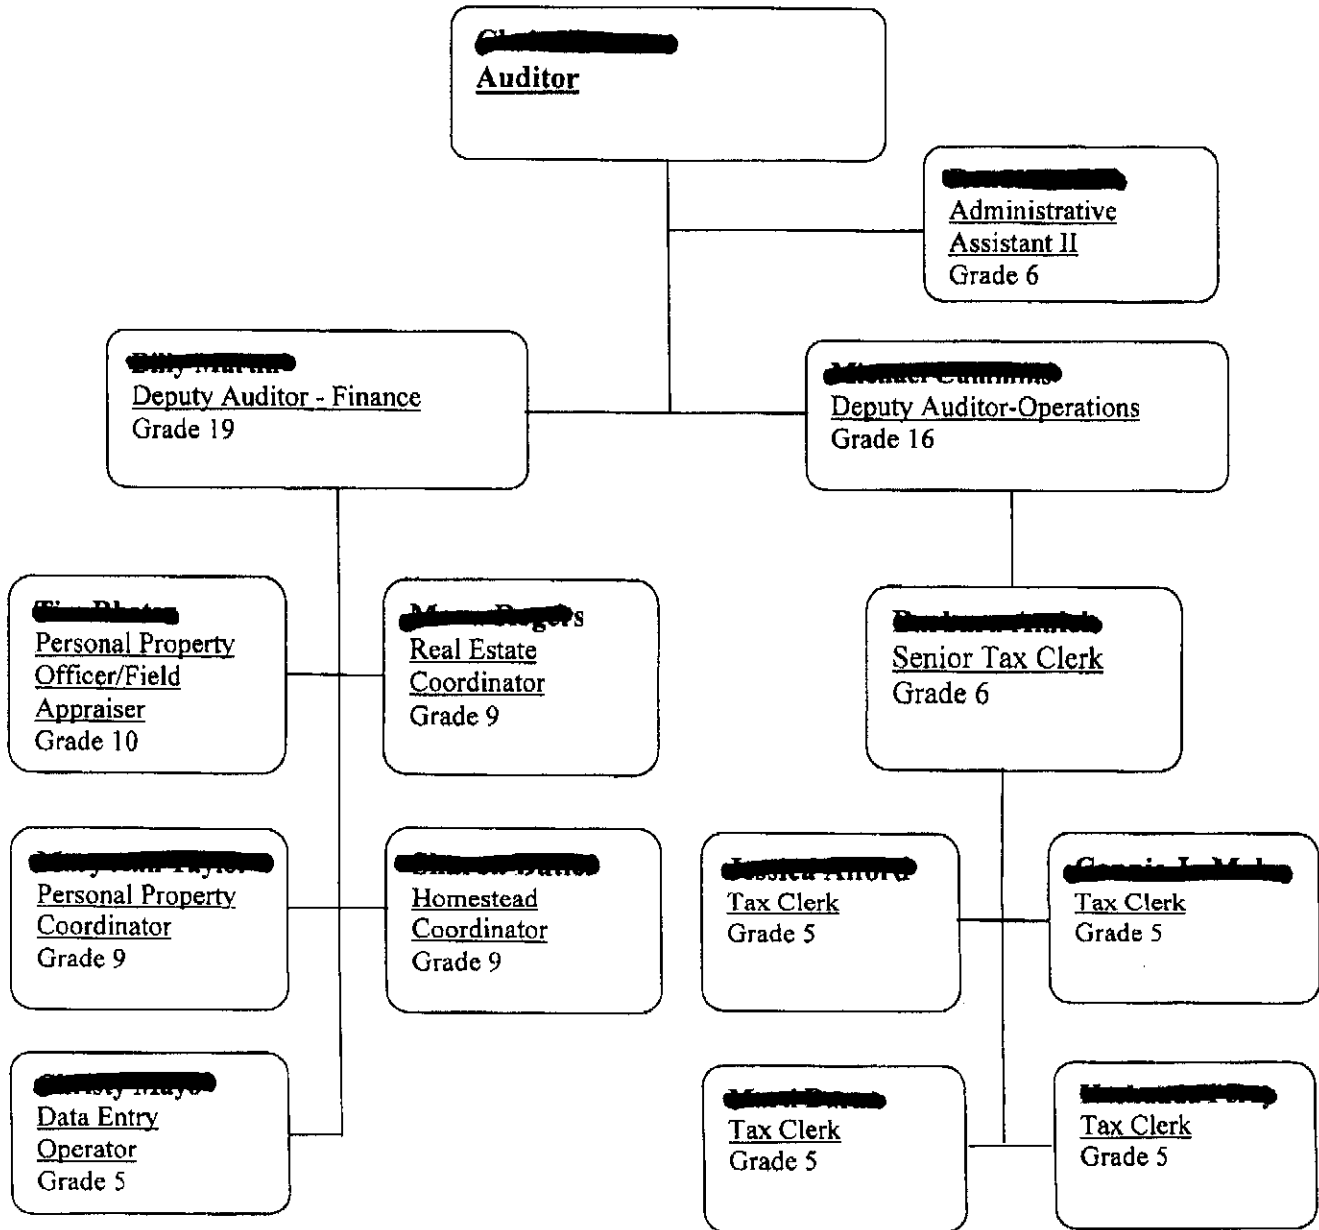 Auditor
Administrative
Assistant II
Grade 6
Deputy Auditor - Finance
Grade 19
Deputy Auditor-Operations
Grade 16
Personal Property
Officer/Field
Appraiser
Grade 10
Real Estate
Coordinator
Grade 9
Senior Tax Clerk
Grade 6
Personal Property
Coordinator
Grade 9
Homestead
Coordinator
Grade 9
Tax Clerk
Grade 5
Tax Clerk
Grade 5
Data Entry
Operator
Grade 5
Tax Clerk
Grade 5
Tax Clerk
Grade 5